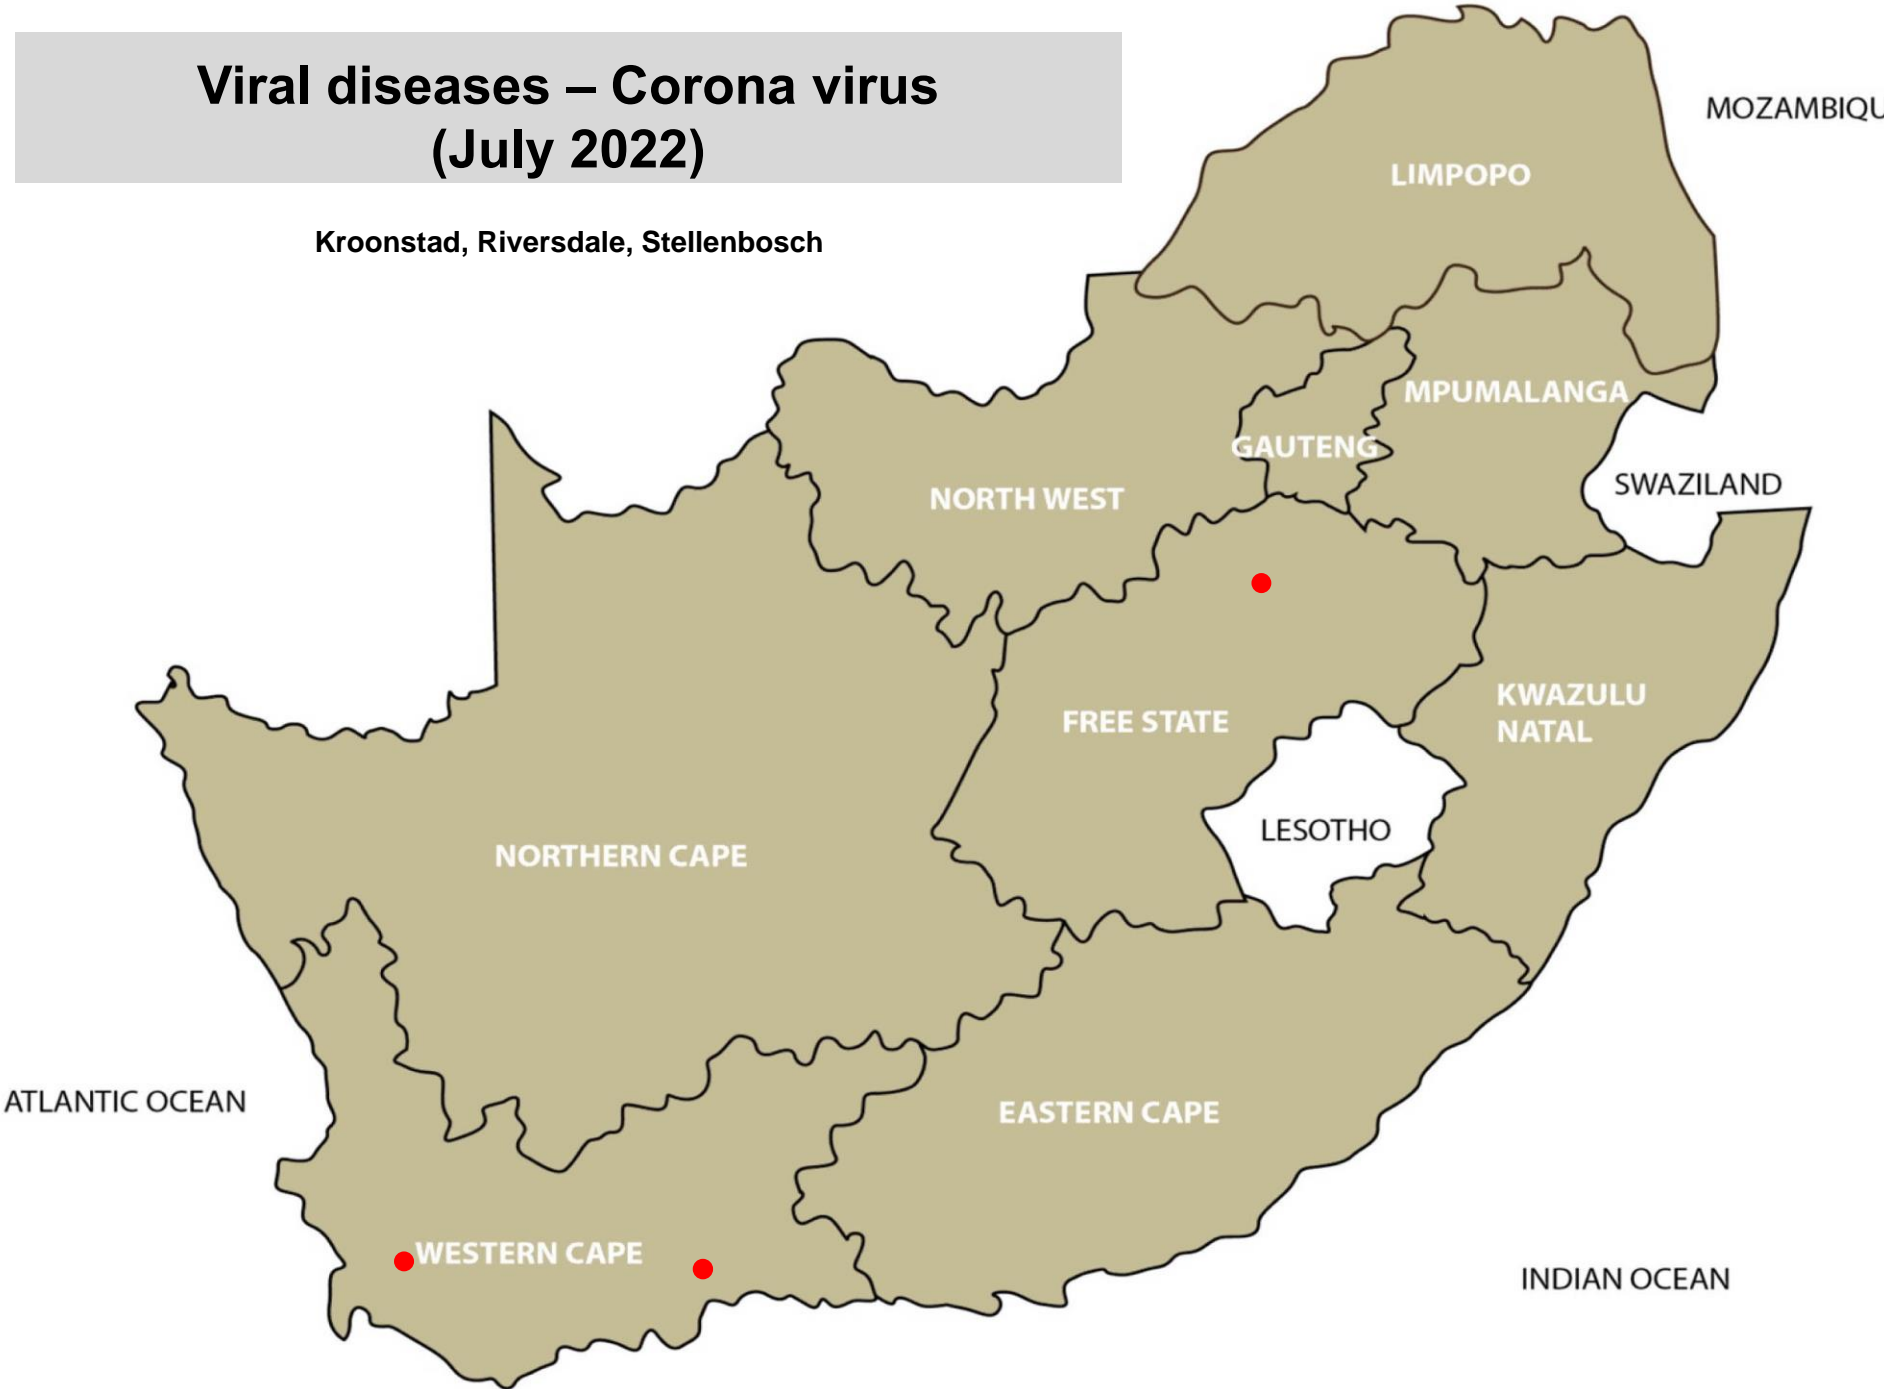 Viral diseases – Corona virus
(July 2022)
Kroonstad, Riversdale, Stellenbosch
MOZAMBIQU
LIMPOPO
MPUMALANGA
GAUTENG
SWAZILAND
NORTH WEST
KWAZULU
NATAL
FREE STATE
LESOTHO
NORTHERN CAPE
ATLANTIC OCEAN
EASTERN CAPE
WESTERN CAPE
INDIAN OCEAN